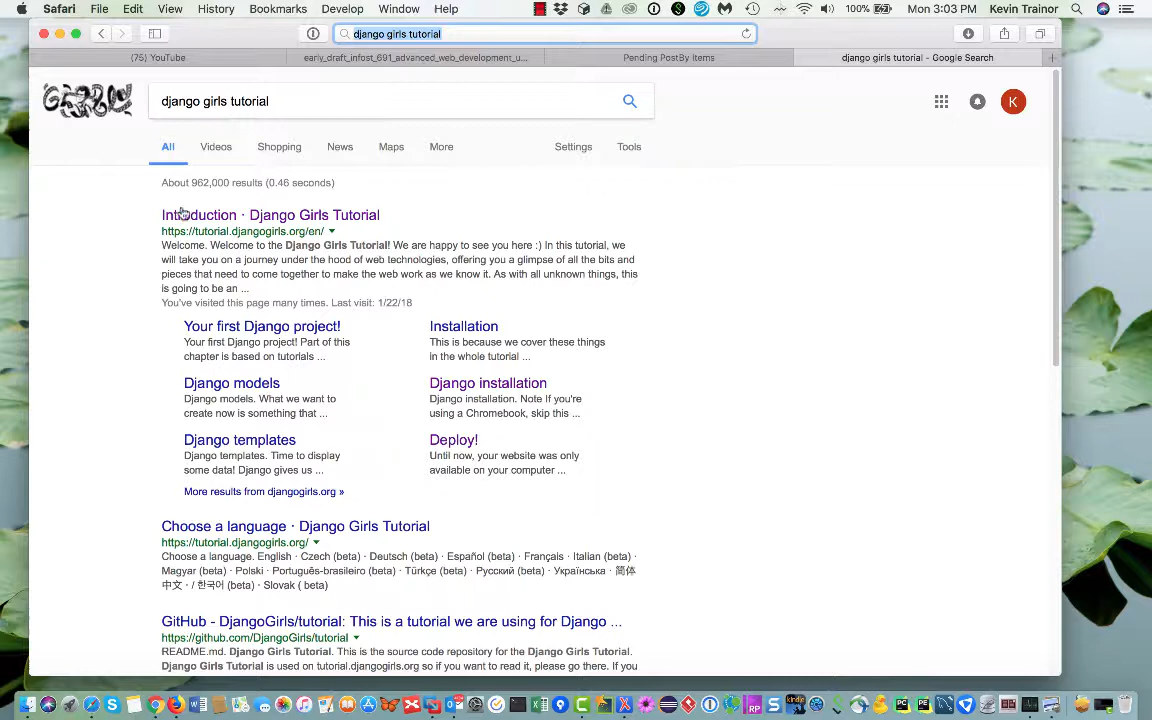 Safari File Edit View History Bookmarks Develop Window Help 100% Mon 3:03 PM Kevin Trainor
django girls tutorial
(75) YouTube early_draft_infost_691_advanced_web_development_u... Pending PostBy Items django girls tutorial - Google Search
django girls tutorial
K
All Videos Shopping News Maps More Settings Tools
About 962,000 results (0.46 seconds)
Introduction · Django Girls Tutorial
https://tutorial.djangogirls.org/en/
Welcome. Welcome to the Django Girls Tutorial! We are happy to see you here :) In this tutorial, we
will take you on a journey under the hood of web technologies, offering you a glimpse of all the bits and
pieces that need to come together to make the web work as we know it. As with all unknown things, this
is going to be an ...
You've visited this page many times. Last visit: 1/22/18
Your first Django project! Installation
Your first Django project! Part of this This is because we cover these things
chapter is based on tutorials ... in the whole tutorial ...
Django models Django installation
Django models. What we want to Django installation. Note If you're
create now is something that ... using a Chromebook, skip this ...
Django templates Deploy!
Django templates. Time to display Until now, your website was only
some data! Django gives us ... available on your computer ...
More results from djangogirls.org »
Choose a language · Django Girls Tutorial
https://tutorial.djangogirls.org/
Choose a language. English · Czech (beta) · Deutsch (beta) · Español (beta) · Français · Italian (beta) ·
Magyar (beta) · Polski · Português-brasileiro (beta) · Türkçe (beta) · Русский (beta) · Українська · 简体
中文 · / 한국어 (beta) · Slovak ( beta)
GitHub - DjangoGirls/tutorial: This is a tutorial we are using for Django ...
https://github.com/DjangoGirls/tutorial
README.md. Django Girls Tutorial. This is the source code repository for the Django Girls Tutorial.
Django Girls Tutorial is used on tutorial.djangogirls.org so if you want to read it, please go there. If you